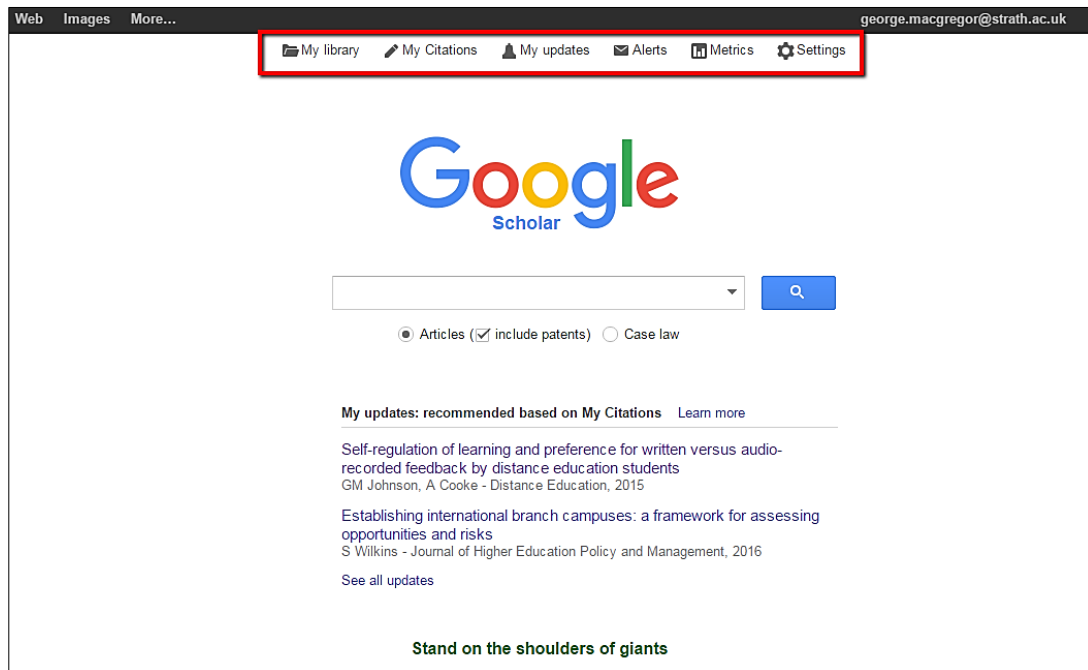 Web Images More... george.macgregor@strath.ac.uk
My library My Citations My updates Alerts Metrics Settings
Google
Scholar
Articles ( include patents) Case law
My updates: recommended based on My Citations Learn more
Self-regulation of learning and preference for written versus audio-
recorded feedback by distance education students
GM Johnson, A Cooke - Distance Education, 2015
Establishing international branch campuses: a framework for assessing
opportunities and risks
S Wilkins - Journal of Higher Education Policy and Management, 2016
See all updates
Stand on the shoulders of giants